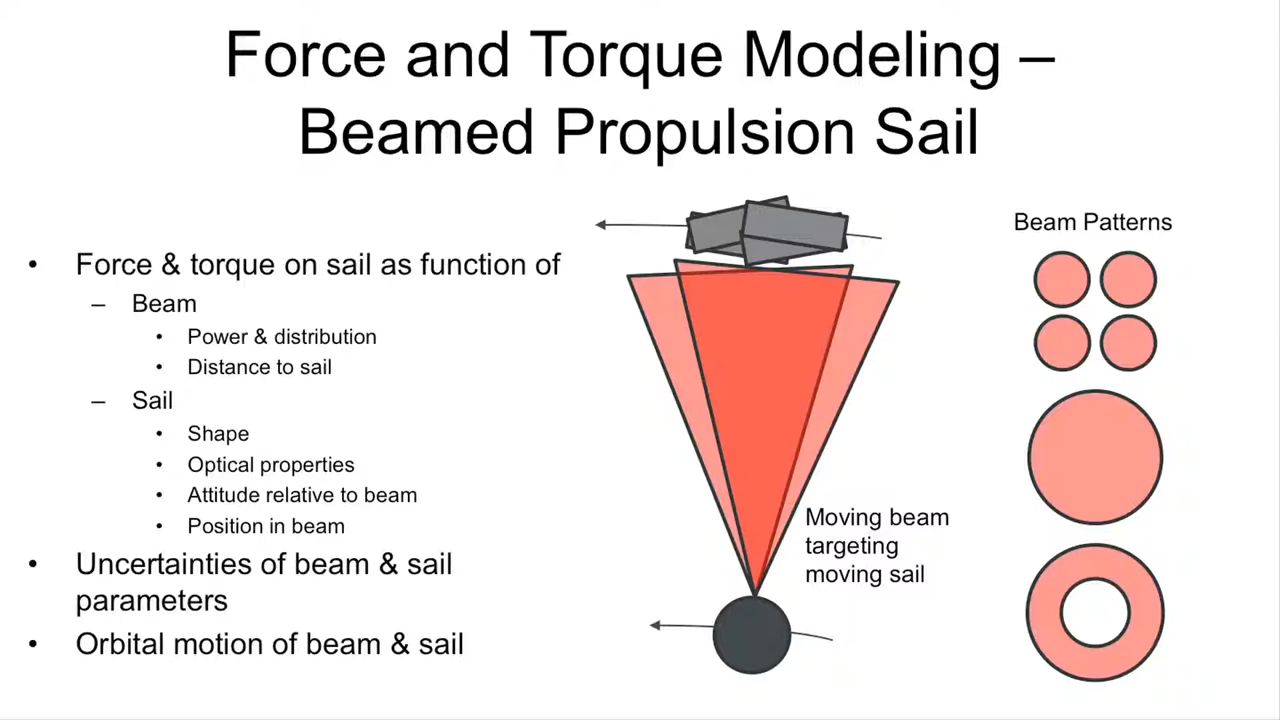 Force and Torque Modeling –
Beamed Propulsion Sail
• Force & torque on sail as function of
– Beam
• Power & distribution
• Distance to sail
– Sail
• Shape
• Optical properties
• Attitude relative to beam
• Position in beam
• Uncertainties of beam & sail
parameters
• Orbital motion of beam & sail
Moving beam
targeting
moving sail
Beam Patterns